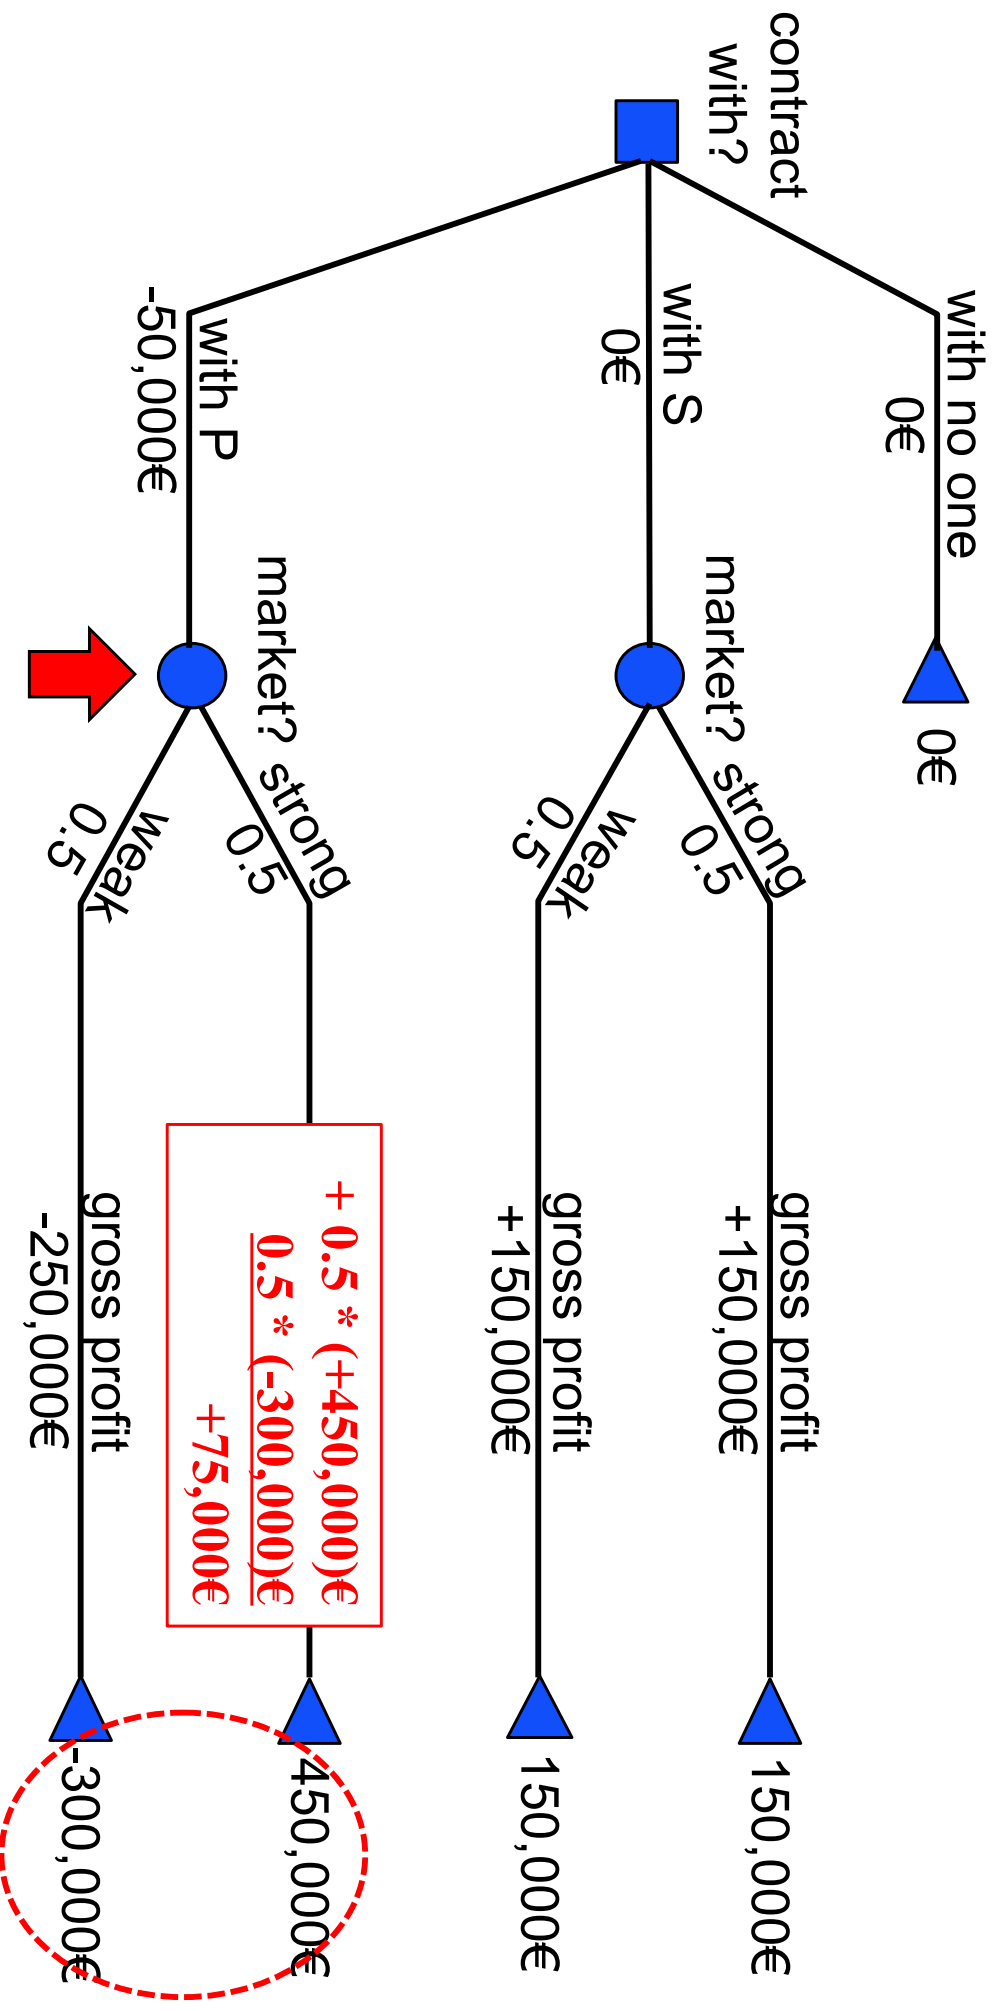 contract
with?
with no one
0€
0€
with S
0€
market?
strong
0.5
gross profit
+150,000€
150,000€
weak
0.5
gross profit
+150,000€
150,000€
with P
-50,000€
market?
strong
0.5
+ 0.5 * (+450,000)€
0.5 * (-300,000)€
+75,000€
450,000€
weak
0.5
gross profit
-250,000€
-300,000€